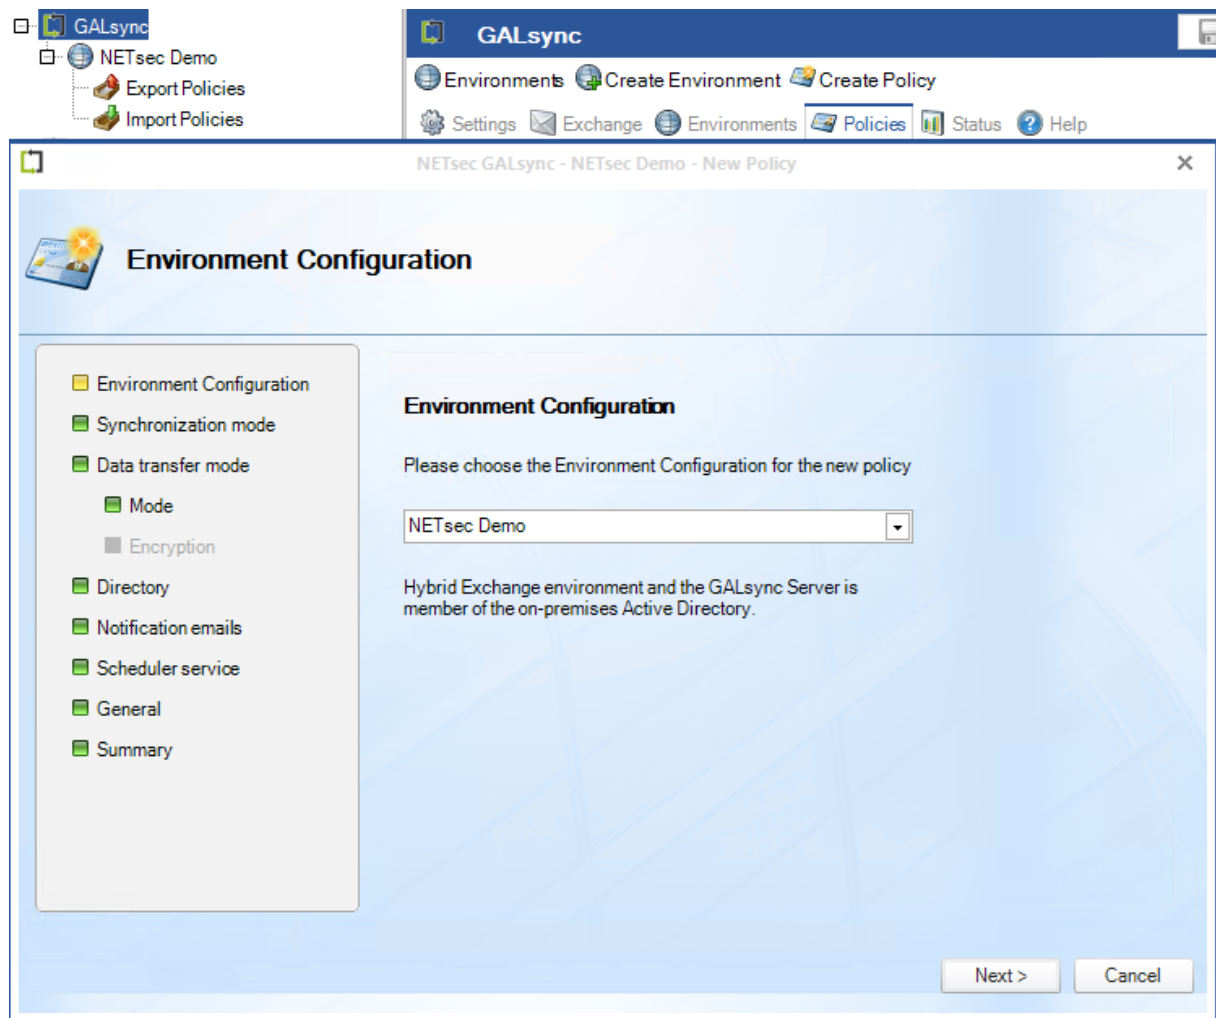 GALsync
NETsec Demo
Export Policies
Import Policies
GALsync
Environments Create Environment Create Policy
Settings Exchange Environments Policies Status Help
NETsec GALsync - NETsec Demo - New Policy
Environment Configuration
Environment Configuration
Synchronization mode
Data transfer mode
Mode
Encryption
Directory
Notification emails
Scheduler service
General
Summary
Environment Configuration
Please choose the Environment Configuration for the new policy
NETsec Demo
Hybrid Exchange environment and the GALsync Server is
member of the on-premises Active Directory.
Next >
Cancel